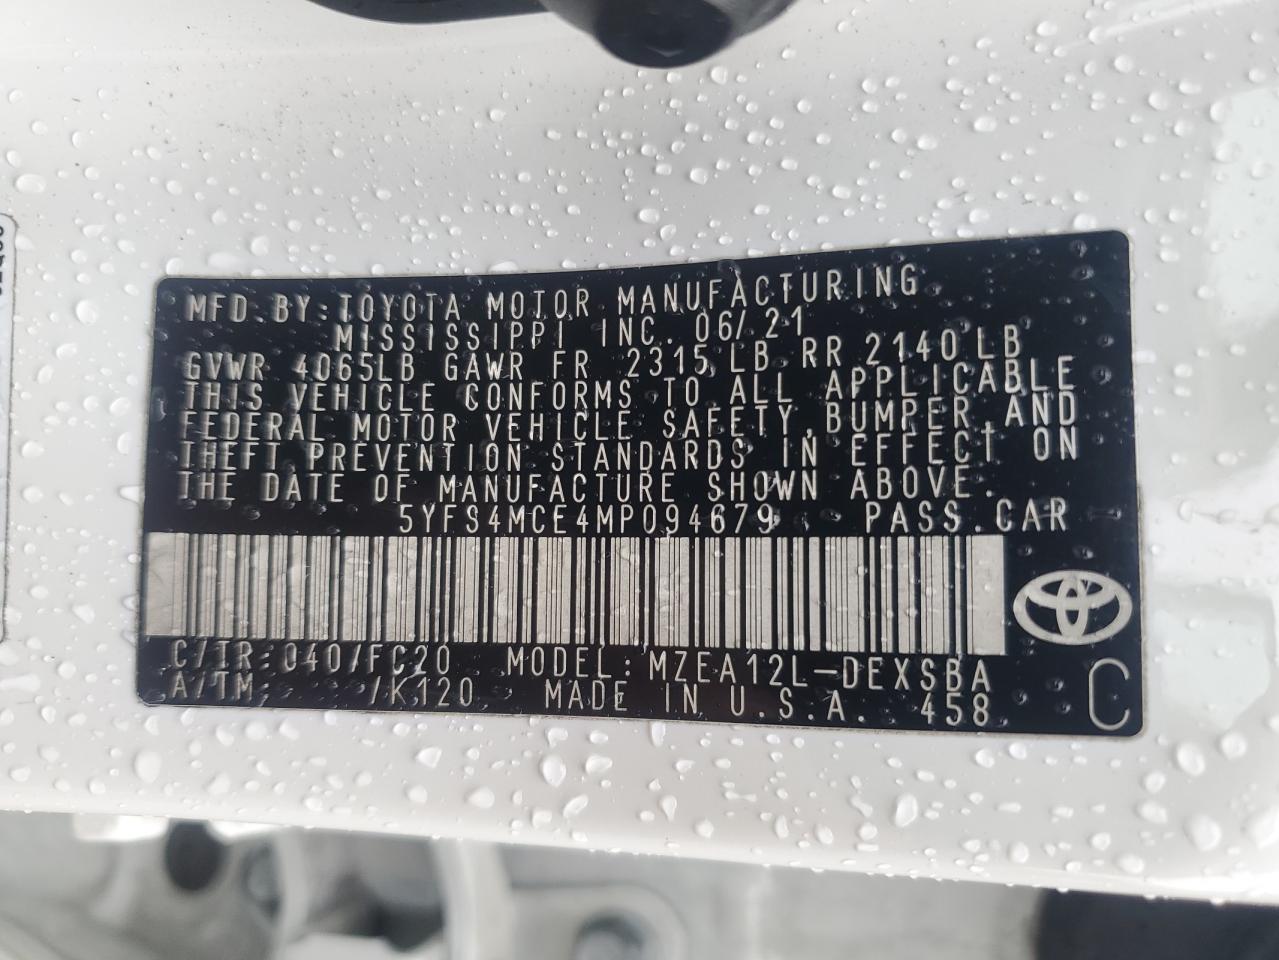 MFD.BY:TOYOTA MOTOR MANUFACTURING
MISSISSIPPI INC. 06/21
GVWR 4065LB GAWR FR 2315LB RR 2140LB
THIS VEHICLE CONFORMS TO ALL APPLICABLE
FEDERAL MOTOR VEHICLE SAFETY,BUMPER,AND
THEFT PREVENTION STANDARDS IN EFFECT ON
THE DATE OF MANUFACTURE SHOWN ABOVE.
5YFS4MCE4MP094679 PASS.CAR
C/TR:040/FC20 MODEL:MZEA12L-DEXSBA
A/TM: /K120 MADE IN U.S.A. 458
C